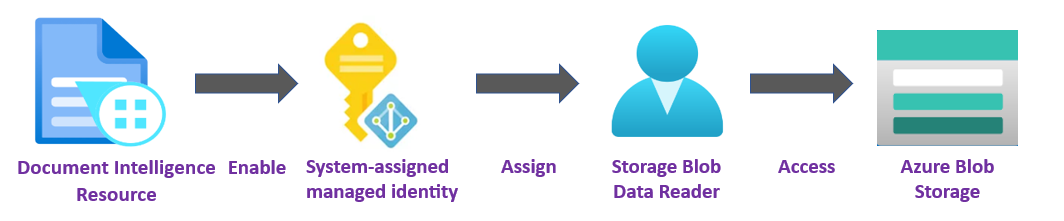 Document Intelligence
Resource
Enable
System-assigned
managed identity
Assign
Storage Blob
Data Reader
Access
Azure Blob
Storage